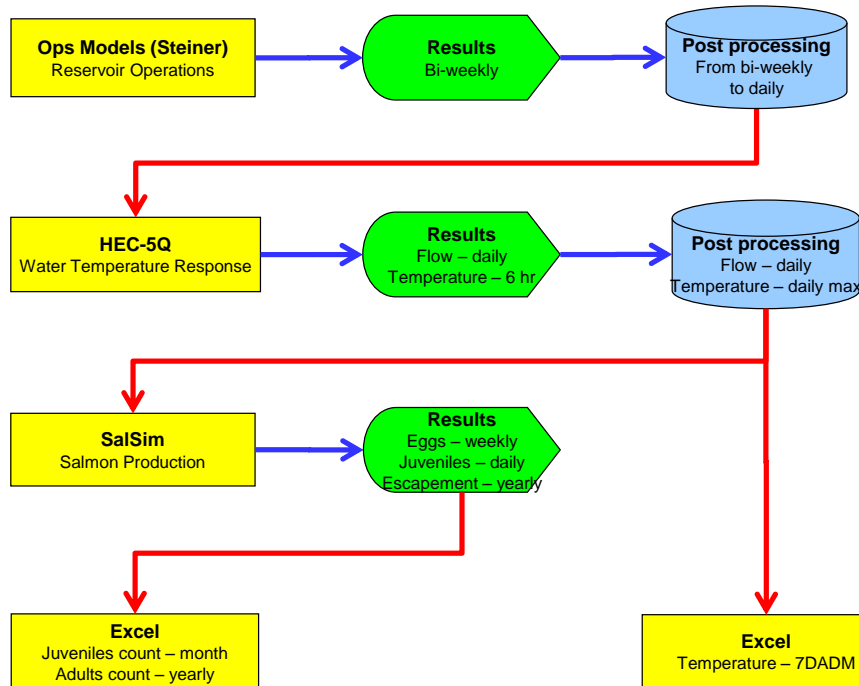 Ops Models (Steiner)
Reservoir Operations
Results
Bi-weekly
Post processing
From bi-weekly
to daily
HEC-5Q
Water Temperature Response
Results
Flow – daily
Temperature – 6 hr
Post processing
Flow – daily
Temperature – daily max
SalSim
Salmon Production
Results
Eggs – weekly
Juveniles – daily
Escapement – yearly
Excel
Juveniles count – month
Adults count – yearly
Excel
Temperature – 7DADM